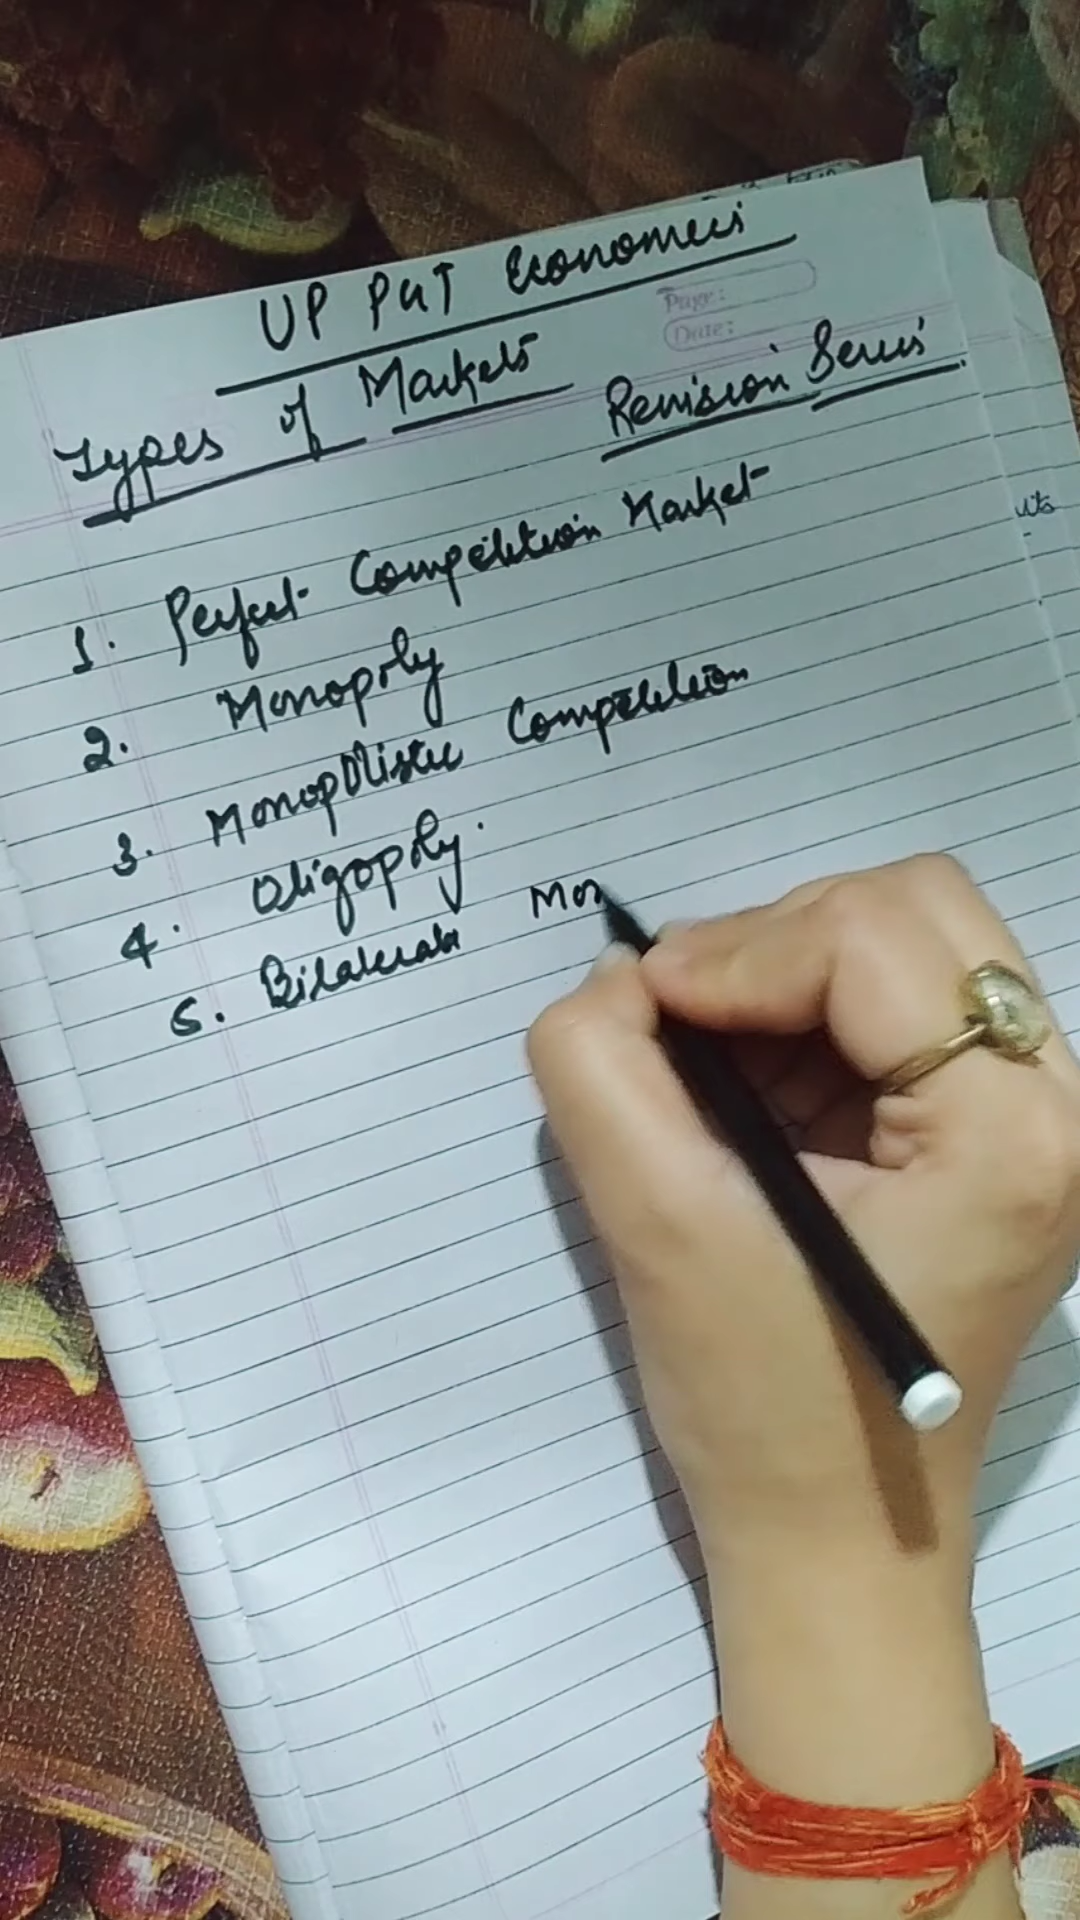 UP PGT Economics
Page:
Date:
Types of Markets
Revision Series
1. Perfect Competition Market
2. Monopoly
3. Monopolistic Competition
4. Oligopoly.
5. Bilateral Mon